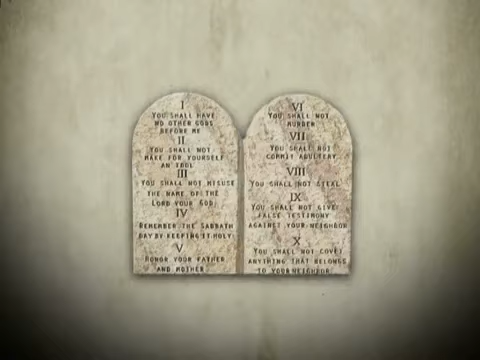 I
YOU SHALL HAVE
NO OTHER GODS
BEFORE ME
II
YOU SHALL NOT
MAKE FOR YOURSELF
AN IDOL
III
YOU SHALL NOT MISUSE
THE NAME OF THE
LORD YOUR GOD
IV
REMEMBER THE SABBATH
DAY BY KEEPING IT HOLY
V
HONOR YOUR FATHER
AND MOTHER
VI
YOU SHALL NOT
MURDER
VII
YOU SHALL NOT
COMMIT ADULTERY
VIII
YOU SHALL NOT STEAL
IX
YOU SHALL NOT GIVE
FALSE TESTIMONY
AGAINST YOUR NEIGHBOR
X
YOU SHALL NOT COVET
ANYTHING THAT BELONGS
TO YOUR NEIGHBOR